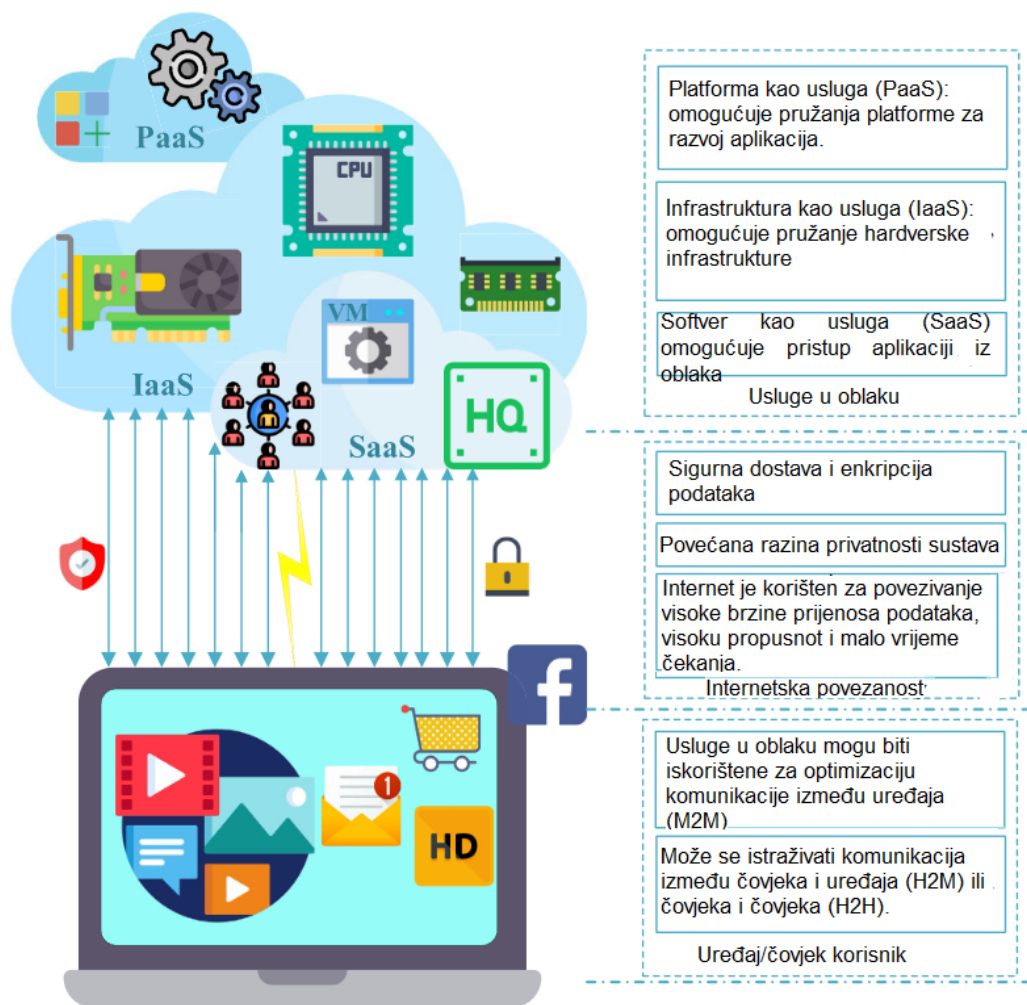 PaaS
CPU
VM
IaaS
HQ
SaaS
f
1
HD
Platforma kao usluga (PaaS):
omogućuje pružanja platforme za
razvoj aplikacija.
Infrastruktura kao usluga (IaaS):
omogućuje pružanje hardverske
infrastrukture
Softver kao usluga (SaaS)
omogućuje pristup aplikaciji iz
oblaka
Usluge u oblaku
Sigurna dostava i enkripcija
podataka
Povećana razina privatnosti sustava
Internet je korišten za povezivanje
visoke brzine prijenosa podataka,
visoku propusnot i malo vrijeme
čekanja.
Internetska povezanost
Usluge u oblaku mogu biti
iskorištene za optimizaciju
komunikacije između uređaja
(M2M)
Može se istraživati komunikacija
između čovjeka i uređaja (H2M) ili
čovjeka i čovjeka (H2H).
Uređaj/čovjek korisnik